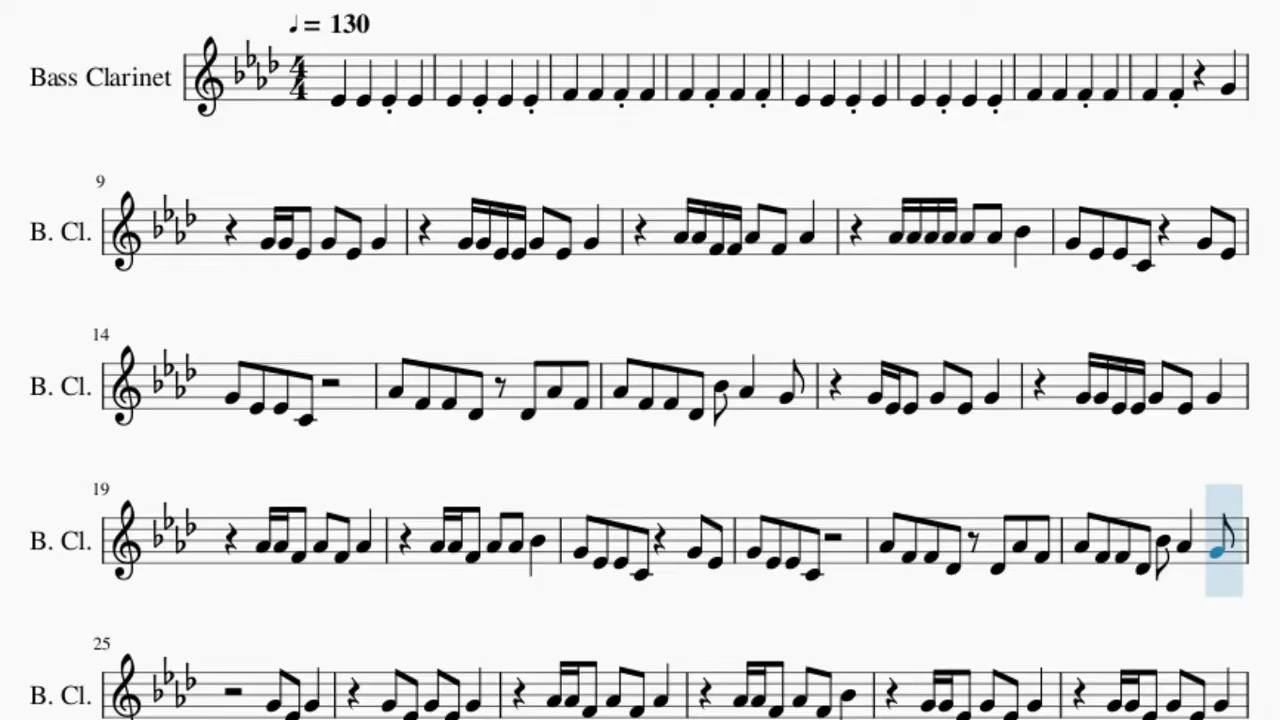 ♩ = 130
Bass Clarinet
4
4
9
B. Cl.
14
B. Cl.
19
B. Cl.
25
B. Cl.